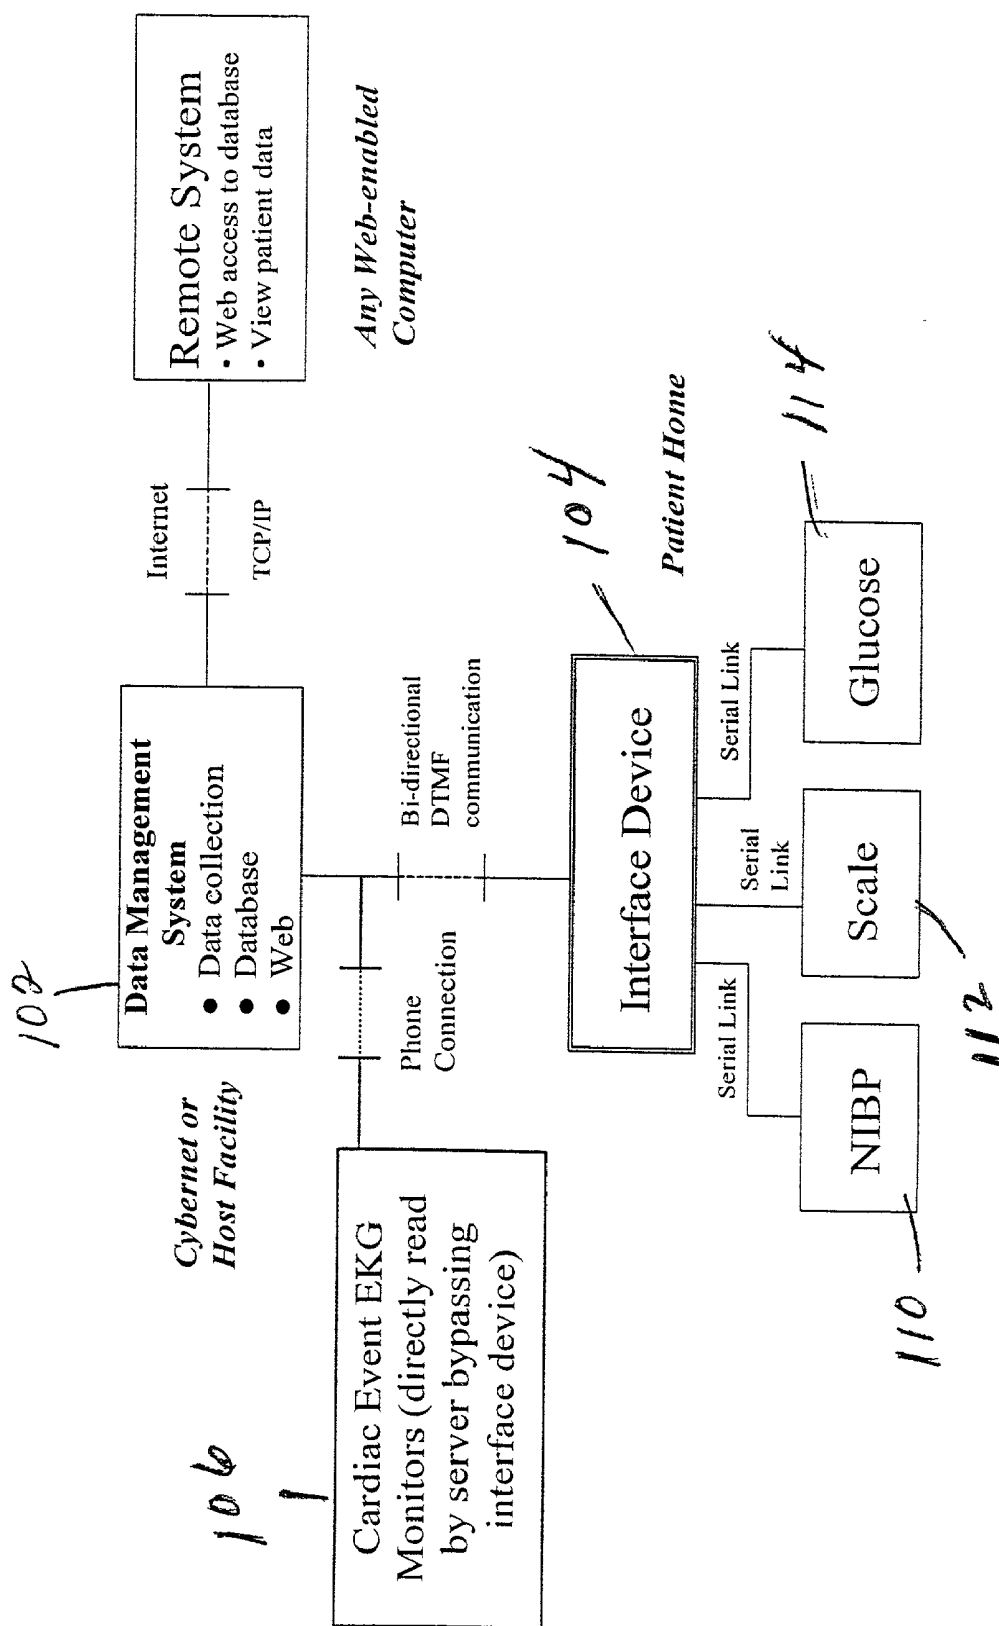 102
Data Management
System
● Data collection
● Database
● Web
Cybernet or
Host Facility
Internet
TCP/IP
Remote System
• Web access to database
• View patient data
Any Web-enabled
Computer
106
Cardiac Event EKG
Monitors (directly read
by server bypassing
interface device)
Phone
Connection
Bi-directional
DTMF
communication
104
Interface Device
Patient Home
Serial Link
Serial
Link
Serial Link
NIBP
Scale
Glucose
110
112
114